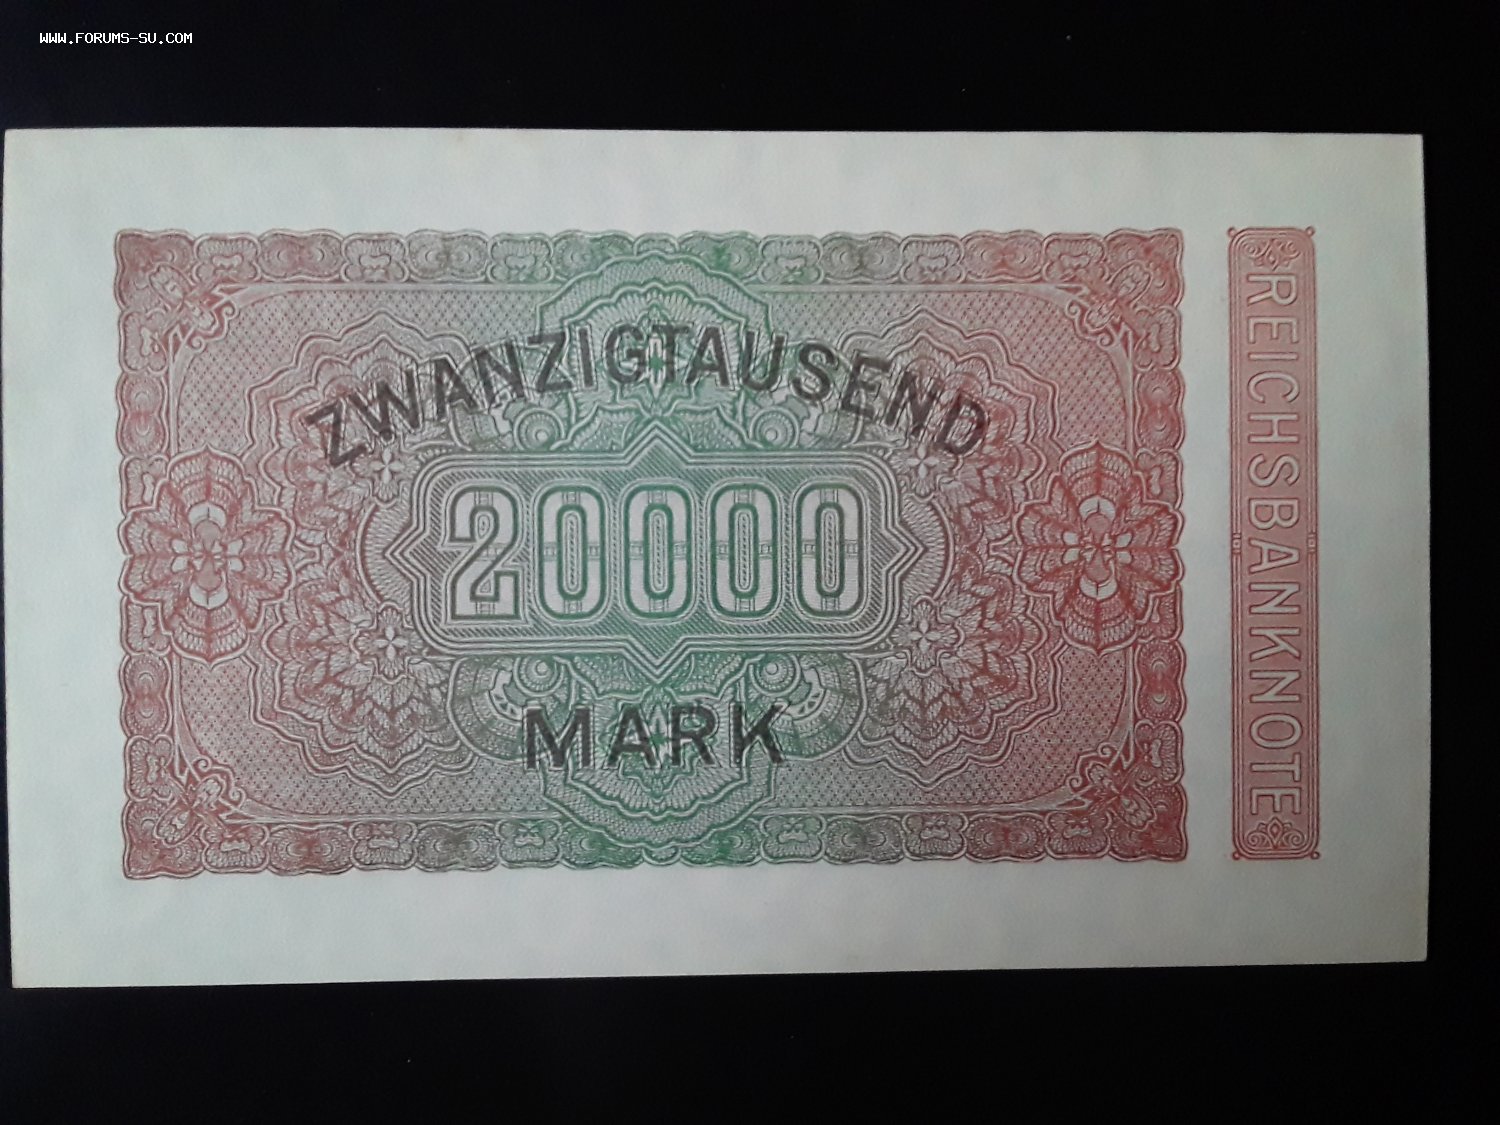 WWW.FORUMS-SU.COM
ZWANZIGTAUSEND
20000
MARK
REICHSBANKNOTE